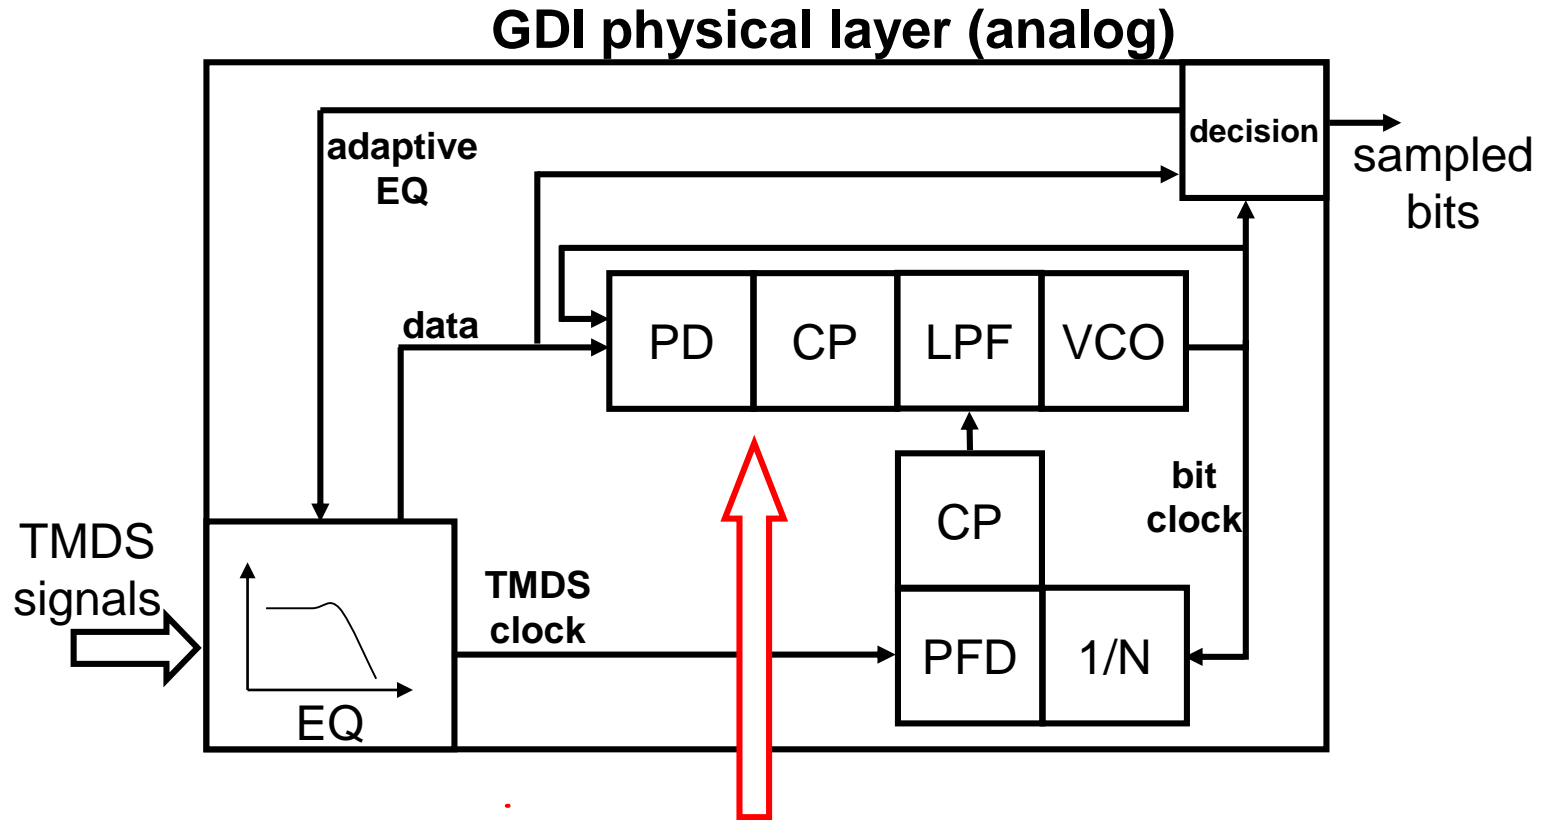 GDI physical layer (analog)
decision
adaptive
EQ
sampled
bits
data
PD
CP
LPF
VCO
bit
clock
CP
TMDS
signals
TMDS
clock
PFD
1/N
EQ